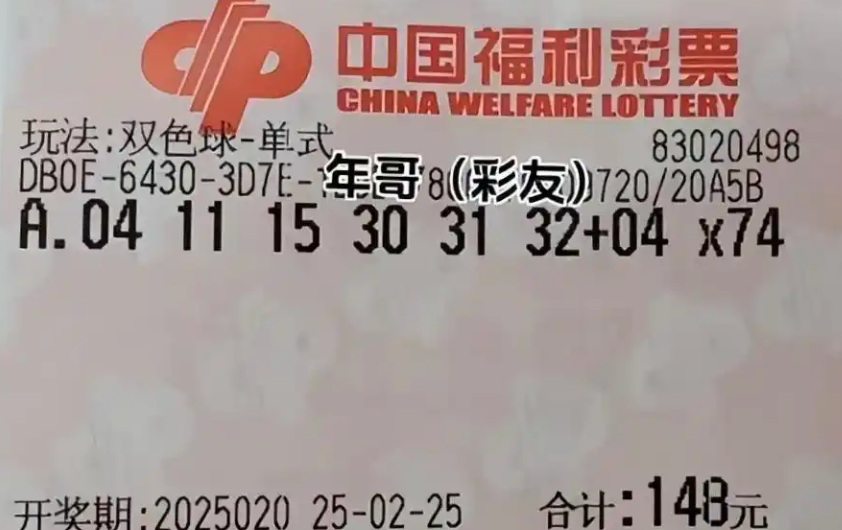 中国福利彩票
CHINA WELFARE LOTTERY
玩法:双色球-单式 83020498
DB0E-6430-3D7E- 年哥(彩友) 720/20A5B
A.04 11 15 30 31 32+04 x74
开奖期:2025020 25-02-25 合计:148元